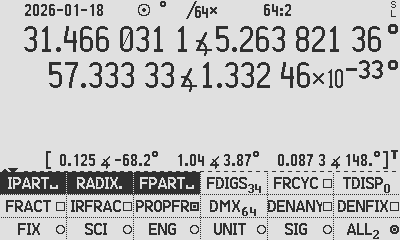 2026-01-18 ⊙ ° /64× 64:2 S L
31.466 031 1∡5.263 821 36°
57.333 33∡1.332 46×10⁻³³°
[ 0.125∡-68.2° 1.04∡3.87° 0.087 3∡148.°]ᵀ
IPART␣ RADIX. FPART␣ FDIGS₃₄ FRCYC□ TDISP₀
FRACT□ IRFRAC□ PROPFR▣ DMX₆₄ DENANY□ DENFIX□
FIX○ SCI○ ENG○ UNIT○ SIG○ ALL₂◉